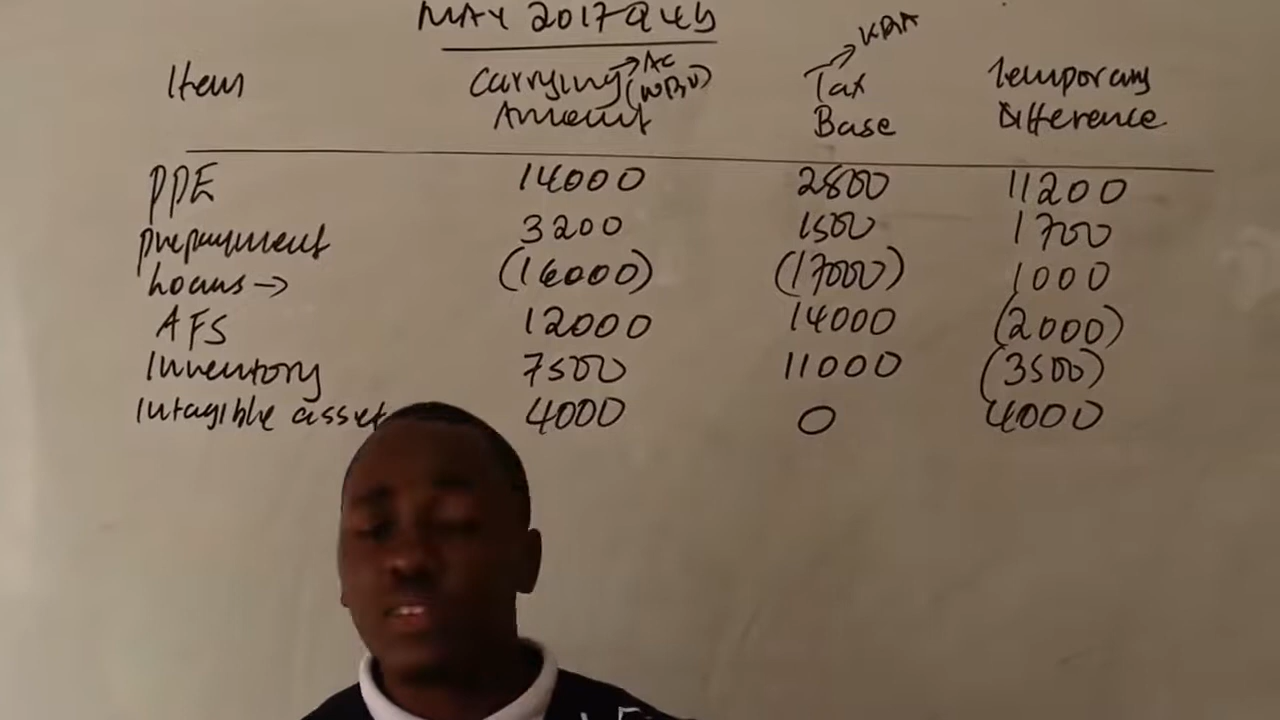 MAY 2017 Q4b
Item Carrying Amount → AC (NBV) Tax Base → KRA Temporary Difference
PPE 14000 2800 11200
prepayment 3200 1500 1700
Loans → (16000) (17000) 1000
AFS 12000 14000 (2000)
Inventory 7500 11000 (3500)
Intagible asset 4000 0 4000